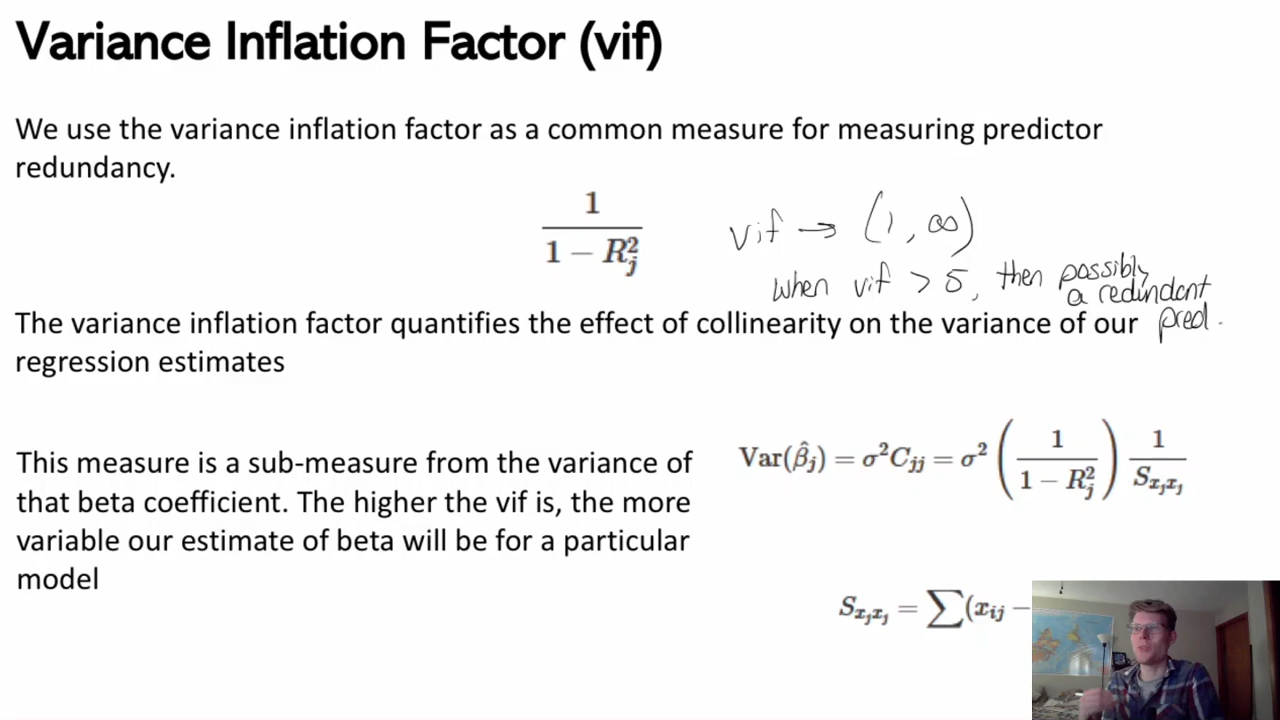 Variance Inflation Factor (vif)
We use the variance inflation factor as a common measure for measuring predictor
redundancy.
1
1 − R²ⱼ
vif → (1, ∞)
when vif > 5, then possibly
a redindant
pred.
The variance inflation factor quantifies the effect of collinearity on the variance of our
regression estimates
This measure is a sub-measure from the variance of
that beta coefficient. The higher the vif is, the more
variable our estimate of beta will be for a particular
model
Var(β̂ⱼ) = σ²Cⱼⱼ = σ² (1 / (1 − R²ⱼ)) 1 / Sₓⱼₓⱼ
Sₓⱼₓⱼ = ∑(xᵢⱼ −